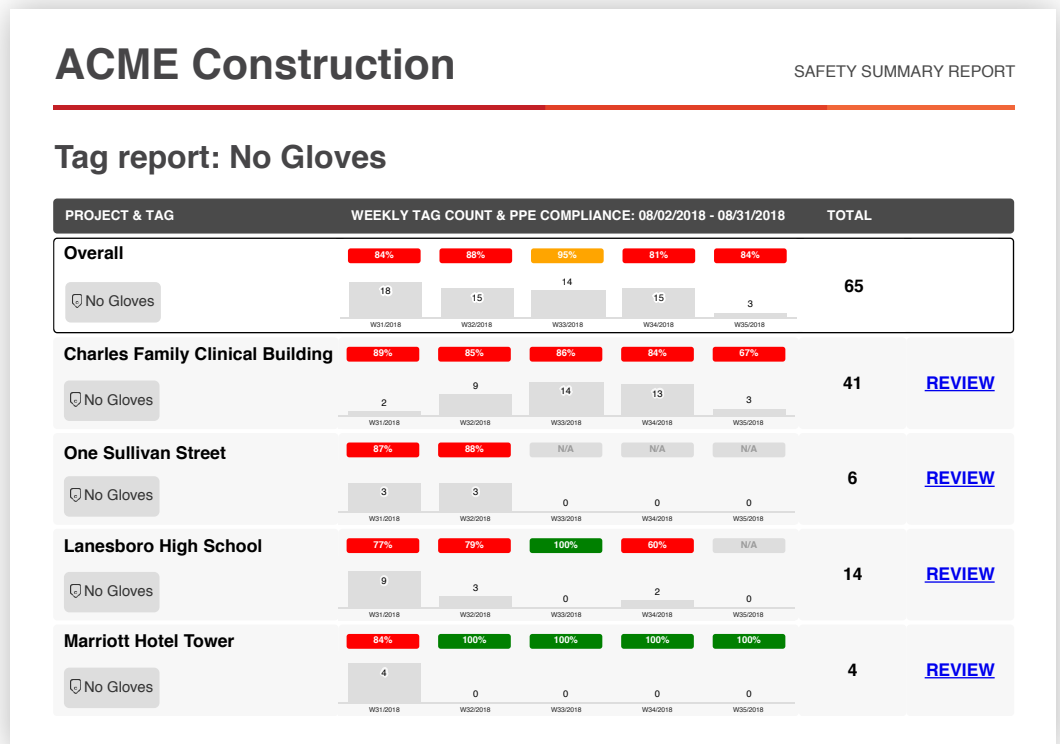 ACME Construction
SAFETY SUMMARY REPORT
Tag report: No Gloves
PROJECT & TAG WEEKLY TAG COUNT & PPE COMPLIANCE: 08/02/2018 - 08/31/2018 TOTAL
Overall 84% 88% 95% 81% 84%
No Gloves 18 15 14 15 3 65
W31/2018 W32/2018 W33/2018 W34/2018 W35/2018
Charles Family Clinical Building 89% 85% 86% 84% 67%
No Gloves 2 9 14 13 3 41 REVIEW
W31/2018 W32/2018 W33/2018 W34/2018 W35/2018
One Sullivan Street 87% 88% N/A N/A N/A
No Gloves 3 3 0 0 0 6 REVIEW
W31/2018 W32/2018 W33/2018 W34/2018 W35/2018
Lanesboro High School 77% 79% 100% 60% N/A
No Gloves 9 3 0 2 0 14 REVIEW
W31/2018 W32/2018 W33/2018 W34/2018 W35/2018
Marriott Hotel Tower 84% 100% 100% 100% 100%
No Gloves 4 0 0 0 0 4 REVIEW
W31/2018 W32/2018 W33/2018 W34/2018 W35/2018